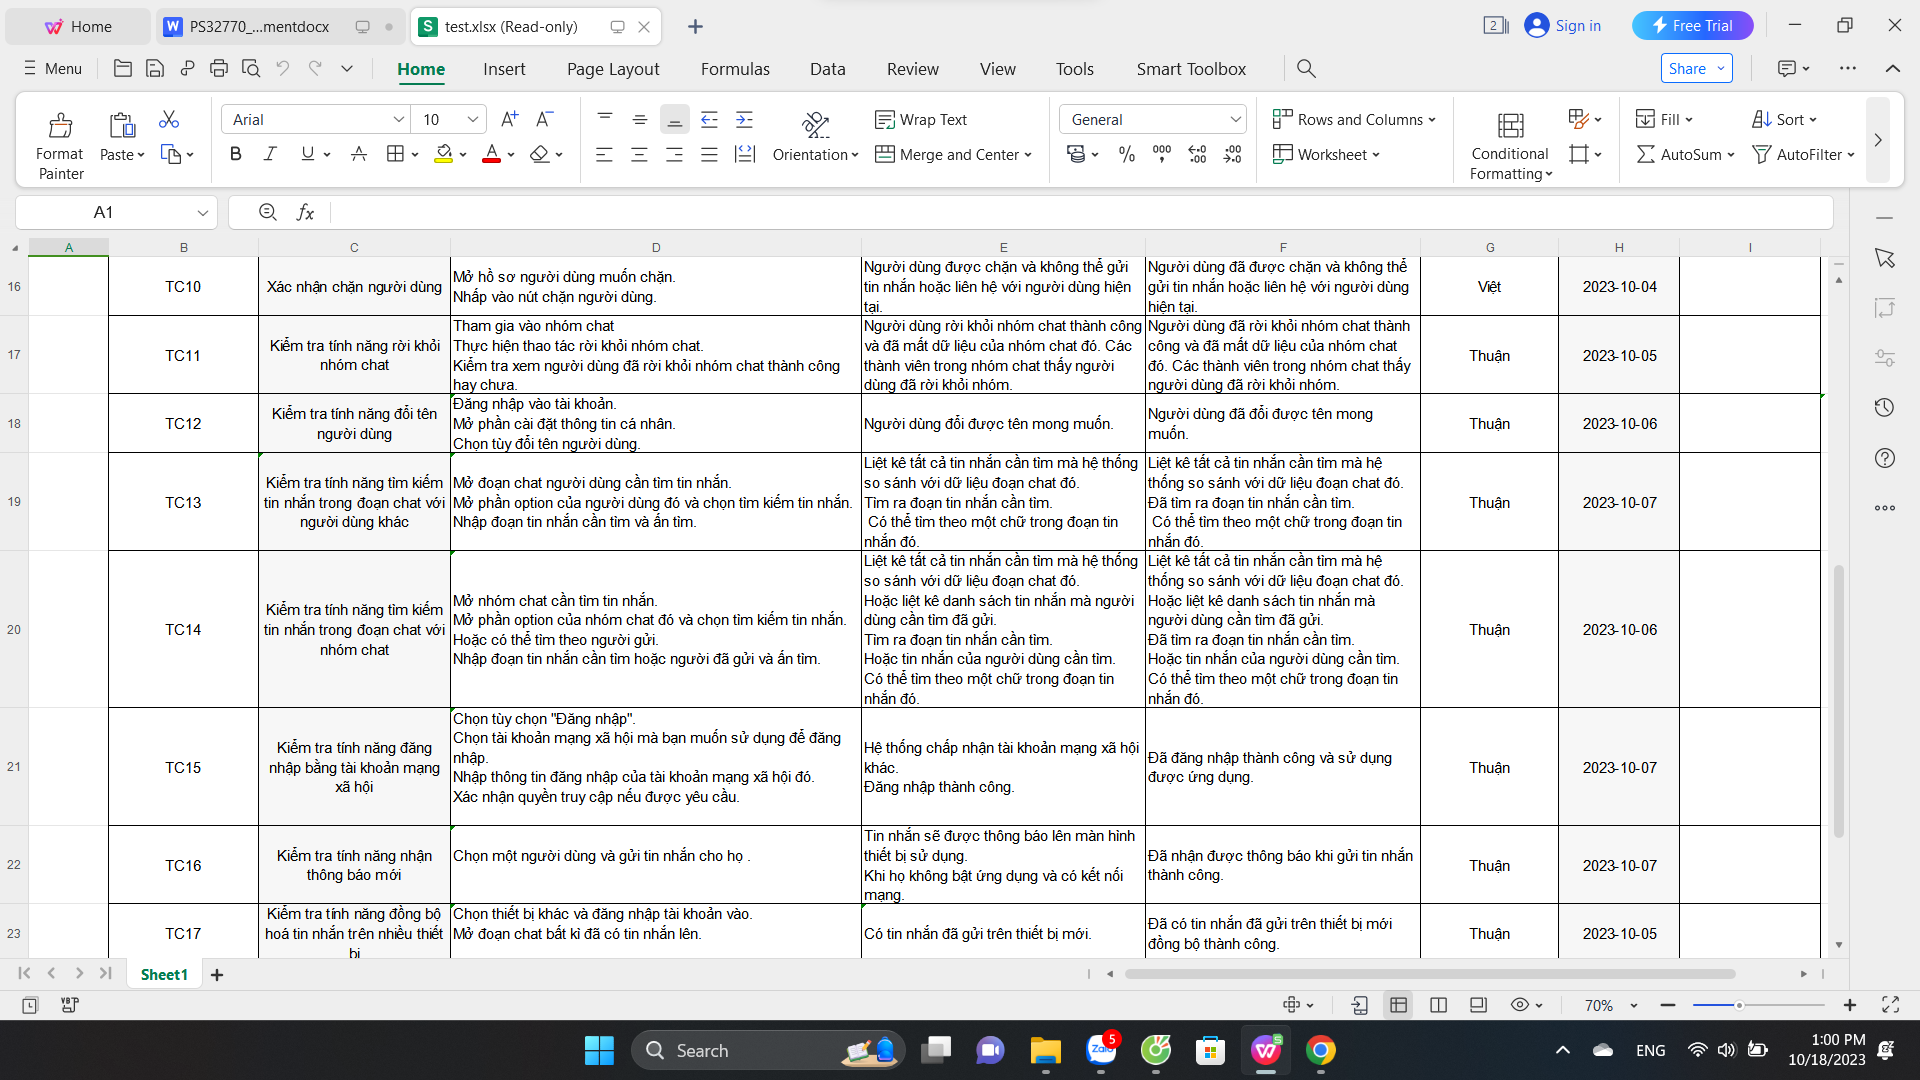 Home
PS32770_...mentdocx
test.xlsx (Read-only)
2
Sign in
Free Trial
Menu
Home
Insert
Page Layout
Formulas
Data
Review
View
Tools
Smart Toolbox
Share
Format
Painter
Paste
Arial
10
Wrap Text
Orientation
Merge and Center
General
Rows and Columns
Worksheet
Conditional
Formatting
Fill
Sort
AutoSum
AutoFilter
A1
A B C D E F G H I
16
TC10
Xác nhận chặn người dùng
Mở hồ sơ người dùng muốn chặn.
Nhấp vào nút chặn người dùng.
Người dùng được chặn và không thể gửi
tin nhắn hoặc liên hệ với người dùng hiện
tại.
Người dùng đã được chặn và không thể
gửi tin nhắn hoặc liên hệ với người dùng
hiện tại.
Việt
2023-10-04
17
TC11
Kiểm tra tính năng rời khỏi
nhóm chat
Tham gia vào nhóm chat
Thực hiện thao tác rời khỏi nhóm chat.
Kiểm tra xem người dùng đã rời khỏi nhóm chat thành công
hay chưa.
Người dùng rời khỏi nhóm chat thành công
và đã mất dữ liệu của nhóm chat đó. Các
thành viên trong nhóm chat thấy người
dùng đã rời khỏi nhóm.
Người dùng đã rời khỏi nhóm chat thành
công và đã mất dữ liệu của nhóm chat
đó. Các thành viên trong nhóm chat thấy
người dùng đã rời khỏi nhóm.
Thuận
2023-10-05
18
TC12
Kiểm tra tính năng đổi tên
người dùng
Đăng nhập vào tài khoản.
Mở phần cài đặt thông tin cá nhân.
Chọn tùy đổi tên người dùng.
Người dùng đổi được tên mong muốn.
Người dùng đã đổi được tên mong
muốn.
Thuận
2023-10-06
19
TC13
Kiểm tra tính năng tìm kiếm
tin nhắn trong đoạn chat với
người dùng khác
Mở đoạn chat người dùng cần tìm tin nhắn.
Mở phần option của người dùng đó và chọn tìm kiếm tin nhắn.
Nhập đoạn tin nhắn cần tìm và ấn tìm.
Liệt kê tất cả tin nhắn cần tìm mà hệ thống
so sánh với dữ liệu đoạn chat đó.
Tìm ra đoạn tin nhắn cần tìm.
Có thể tìm theo một chữ trong đoạn tin
nhắn đó.
Liệt kê tất cả tin nhắn cần tìm mà hệ
thống so sánh với dữ liệu đoạn chat đó.
Đã tìm ra đoạn tin nhắn cần tìm.
Có thể tìm theo một chữ trong đoạn tin
nhắn đó.
Thuận
2023-10-07
20
TC14
Kiểm tra tính năng tìm kiếm
tin nhắn trong đoạn chat với
nhóm chat
Mở nhóm chat cần tìm tin nhắn.
Mở phần option của nhóm chat đó và chọn tìm kiếm tin nhắn.
Hoặc có thể tìm theo người gửi.
Nhập đoạn tin nhắn cần tìm hoặc người đã gửi và ấn tìm.
Liệt kê tất cả tin nhắn cần tìm mà hệ thống
so sánh với dữ liệu đoạn chat đó.
Hoặc liệt kê danh sách tin nhắn mà người
dùng cần tìm đã gửi.
Tìm ra đoạn tin nhắn cần tìm.
Hoặc tin nhắn của người dùng cần tìm.
Có thể tìm theo một chữ trong đoạn tin
nhắn đó.
Liệt kê tất cả tin nhắn cần tìm mà hệ
thống so sánh với dữ liệu đoạn chat đó.
Hoặc liệt kê danh sách tin nhắn mà
người dùng cần tìm đã gửi.
Đã tìm ra đoạn tin nhắn cần tìm.
Hoặc tin nhắn của người dùng cần tìm.
Có thể tìm theo một chữ trong đoạn tin
nhắn đó.
Thuận
2023-10-06
21
TC15
Kiểm tra tính năng đăng
nhập bằng tài khoản mạng
xã hội
Chọn tùy chọn "Đăng nhập".
Chọn tài khoản mạng xã hội mà bạn muốn sử dụng để đăng
nhập.
Nhập thông tin đăng nhập của tài khoản mạng xã hội đó.
Xác nhận quyền truy cập nếu được yêu cầu.
Hệ thống chấp nhận tài khoản mạng xã hội
khác.
Đăng nhập thành công.
Đã đăng nhập thành công và sử dụng
được ứng dụng.
Thuận
2023-10-07
22
TC16
Kiểm tra tính năng nhận
thông báo mới
Chọn một người dùng và gửi tin nhắn cho họ .
Tin nhắn sẽ được thông báo lên màn hình
thiết bị sử dụng.
Khi họ không bật ứng dụng và có kết nối
mạng.
Đã nhận được thông báo khi gửi tin nhắn
thành công.
Thuận
2023-10-07
23
TC17
Kiểm tra tính năng đồng bộ
hoá tin nhắn trên nhiều thiết
bị
Chọn thiết bị khác và đăng nhập tài khoản vào.
Mở đoạn chat bất kì đã có tin nhắn lên.
Có tin nhắn đã gửi trên thiết bị mới.
Đã có tin nhắn đã gửi trên thiết bị mới
đồng bộ thành công.
Thuận
2023-10-05
Sheet1
70%
Search
Zalo
5
ENG
1:00 PM
10/18/2023